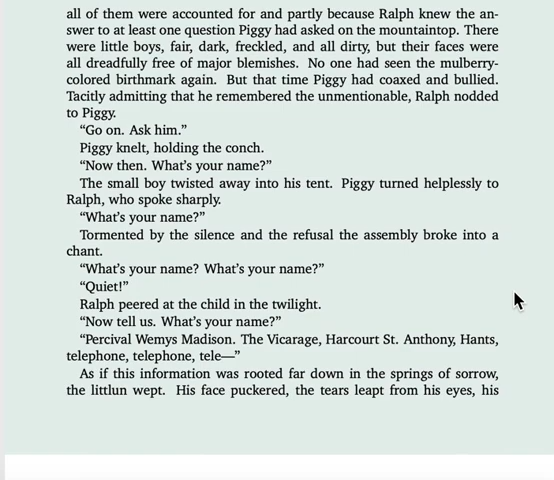 all of them were accounted for and partly because Ralph knew the an-
swer to at least one question Piggy had asked on the mountaintop. There
were little boys, fair, dark, freckled, and all dirty, but their faces were
all dreadfully free of major blemishes. No one had seen the mulberry-
colored birthmark again. But that time Piggy had coaxed and bullied.
Tacitly admitting that he remembered the unmentionable, Ralph nodded
to Piggy.
“Go on. Ask him.”
Piggy knelt, holding the conch.
“Now then. What’s your name?”
The small boy twisted away into his tent. Piggy turned helplessly to
Ralph, who spoke sharply.
“What’s your name?”
Tormented by the silence and the refusal the assembly broke into a
chant.
“What’s your name? What’s your name?”
“Quiet!”
Ralph peered at the child in the twilight.
“Now tell us. What’s your name?”
“Percival Wemys Madison. The Vicarage, Harcourt St. Anthony, Hants,
telephone, telephone, tele—”
As if this information was rooted far down in the springs of sorrow,
the littlun wept. His face puckered, the tears leapt from his eyes, his